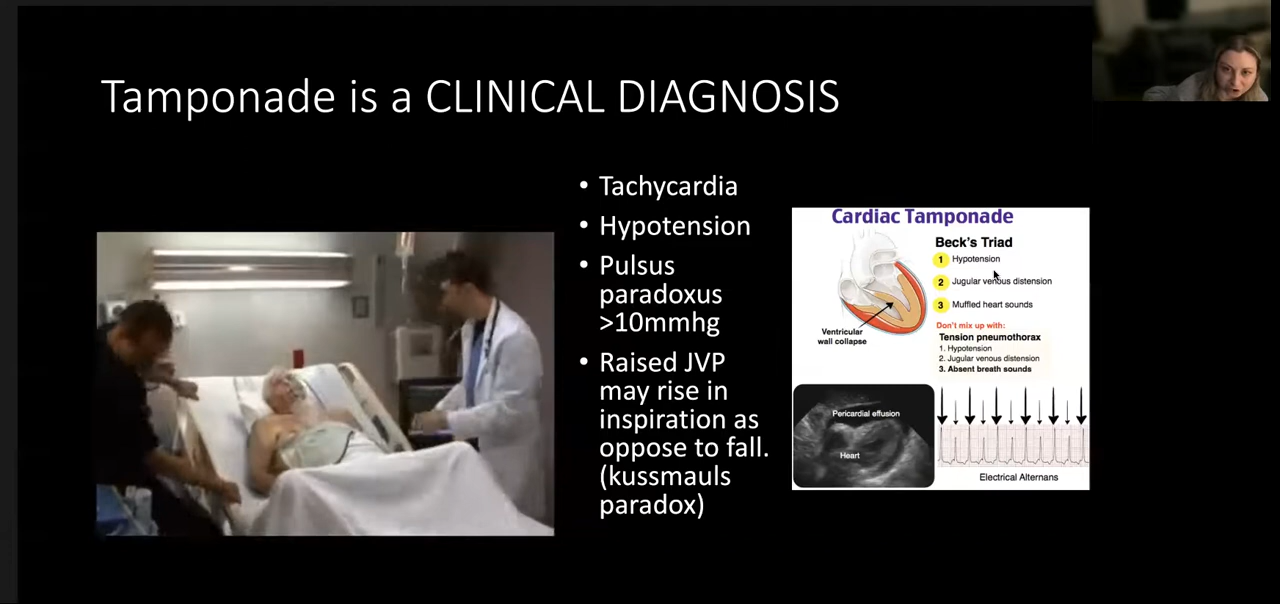 Tamponade is a CLINICAL DIAGNOSIS
• Tachycardia
• Hypotension
• Pulsus
paradoxus
>10mmhg
• Raised JVP
may rise in
inspiration as
oppose to fall.
(kussmauls
paradox)
Cardiac Tamponade
Beck's Triad
1 Hypotension
2 Jugular venous distension
3 Muffled heart sounds
Ventricular
wall collapse
Don't mix up with:
Tension pneumothorax
1. Hypotension
2. Jugular venous distension
3. Absent breath sounds
Pericardial effusion
Heart
Electrical Alternans